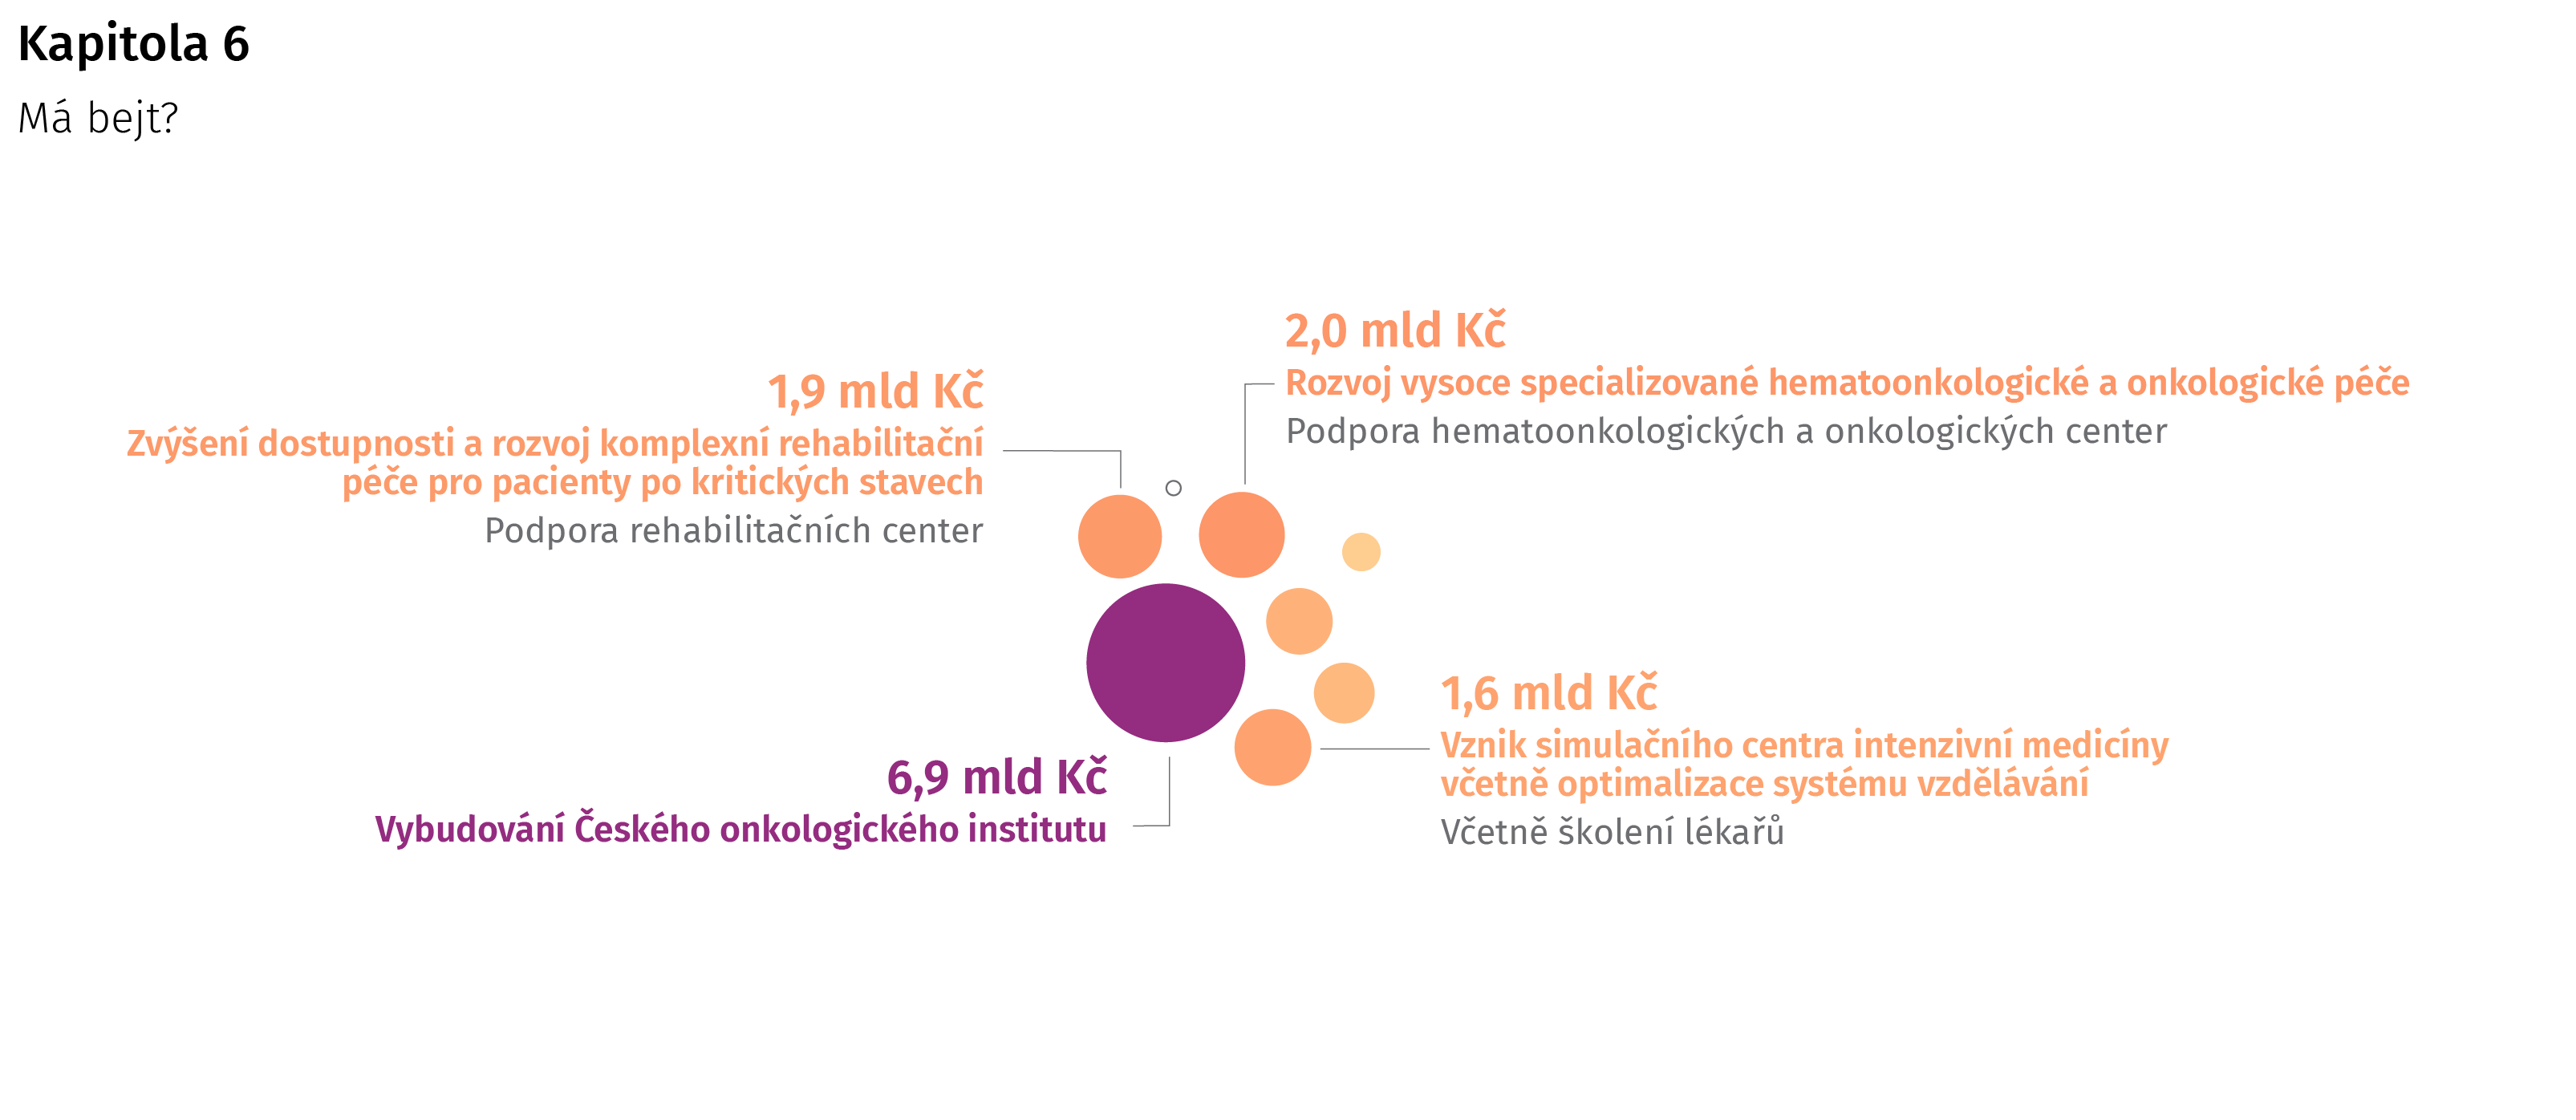 Kapitola 6
Má bejt?
1,9 mld Kč
Zvýšení dostupnosti a rozvoj komplexní rehabilitační
péče pro pacienty po kritických stavech
Podpora rehabilitačních center
2,0 mld Kč
Rozvoj vysoce specializované hematoonkologické a onkologické péče
Podpora hematoonkologických a onkologických center
6,9 mld Kč
Vybudování Českého onkologického institutu
1,6 mld Kč
Vznik simulačního centra intenzivní medicíny
včetně optimalizace systému vzdělávání
Včetně školení lékařů